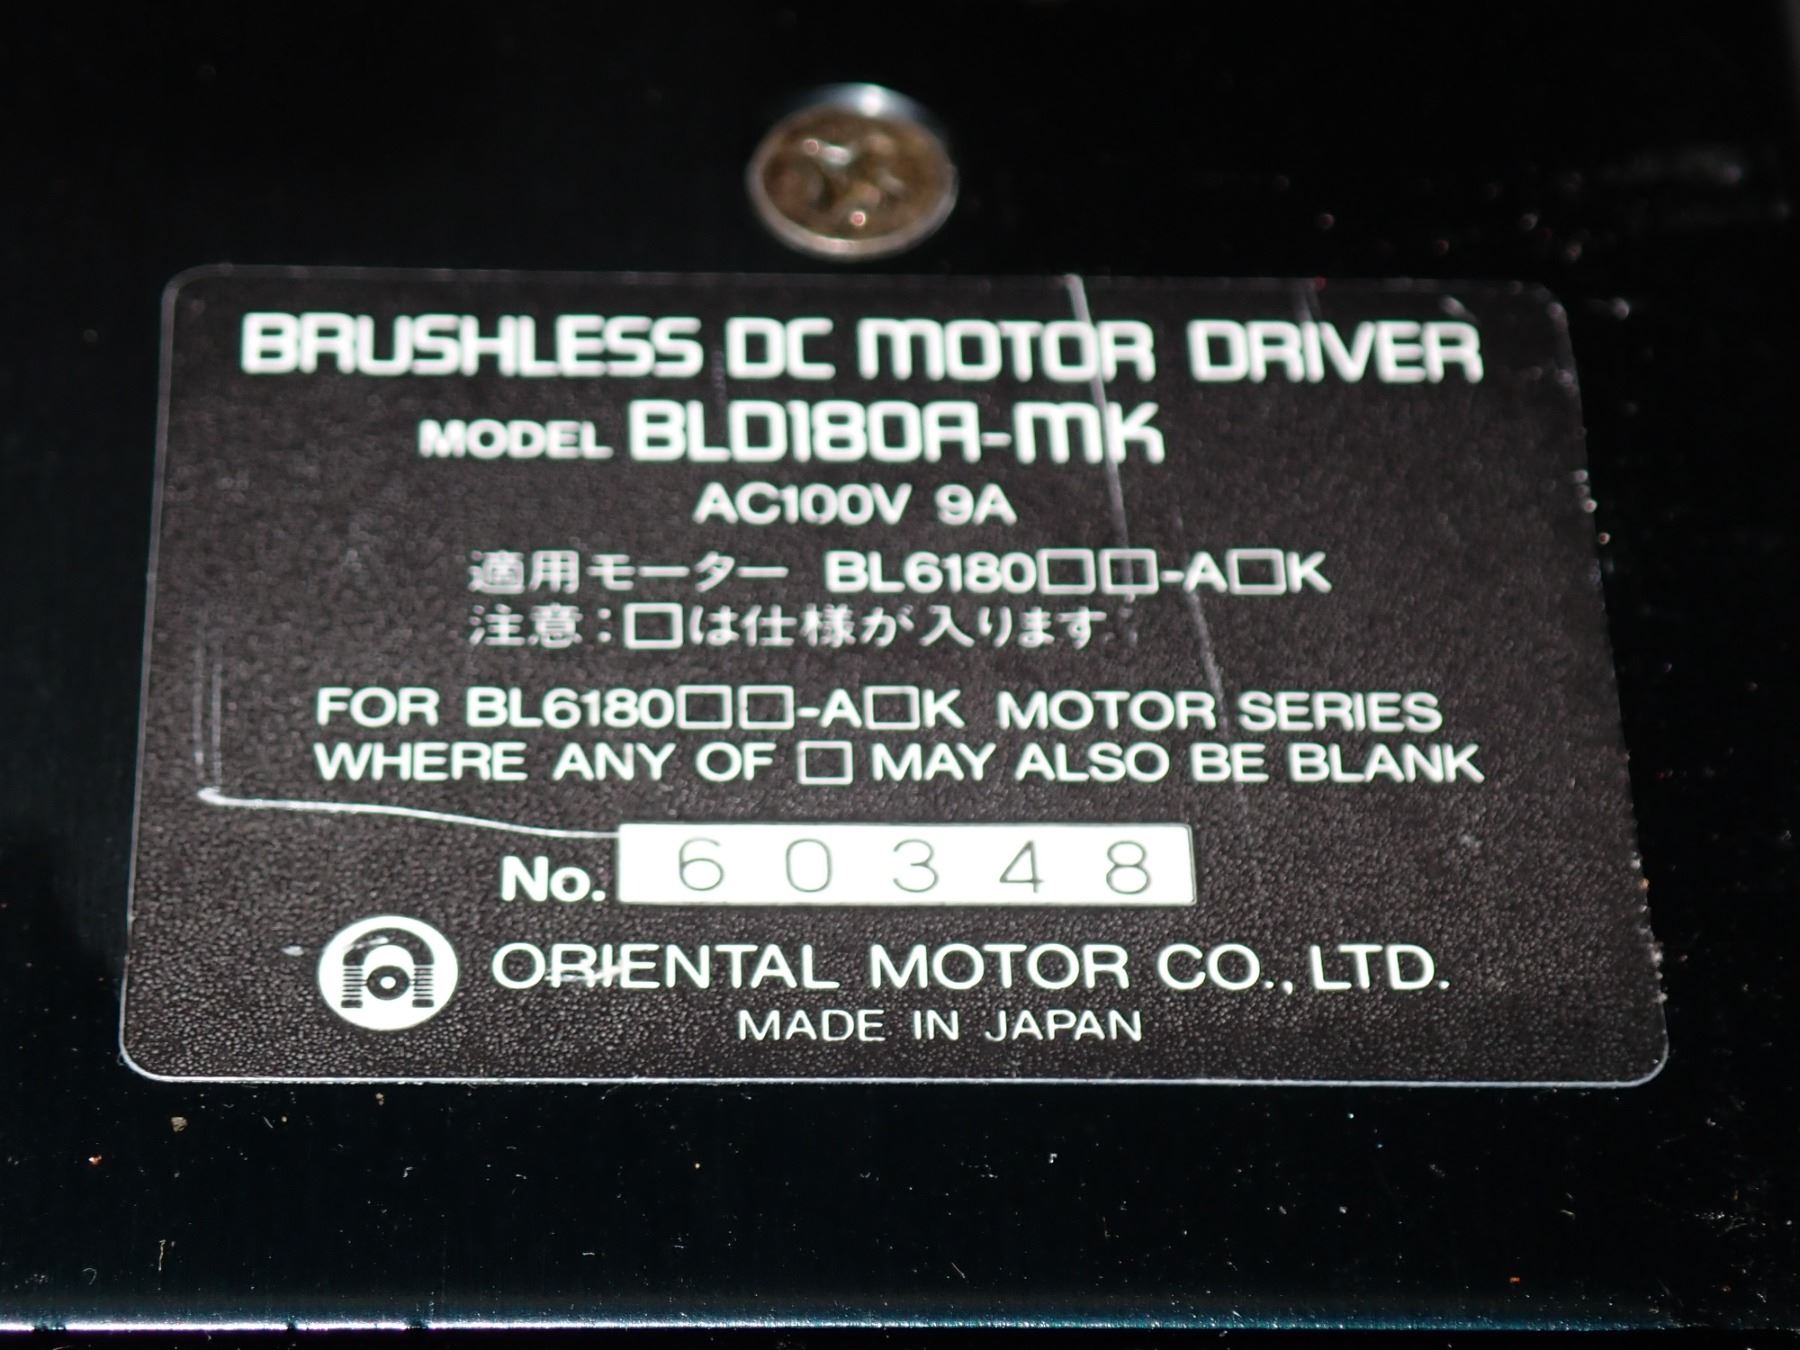 BRUSHLESS DC MOTOR DRIVER
MODEL BLD180A-MK
AC100V 9A
適用モーター BL6180□□-A□K
注意:□は仕様が入ります
FOR BL6180□□-A□K MOTOR SERIES
WHERE ANY OF □ MAY ALSO BE BLANK
No. 60348
ORIENTAL MOTOR CO., LTD.
MADE IN JAPAN